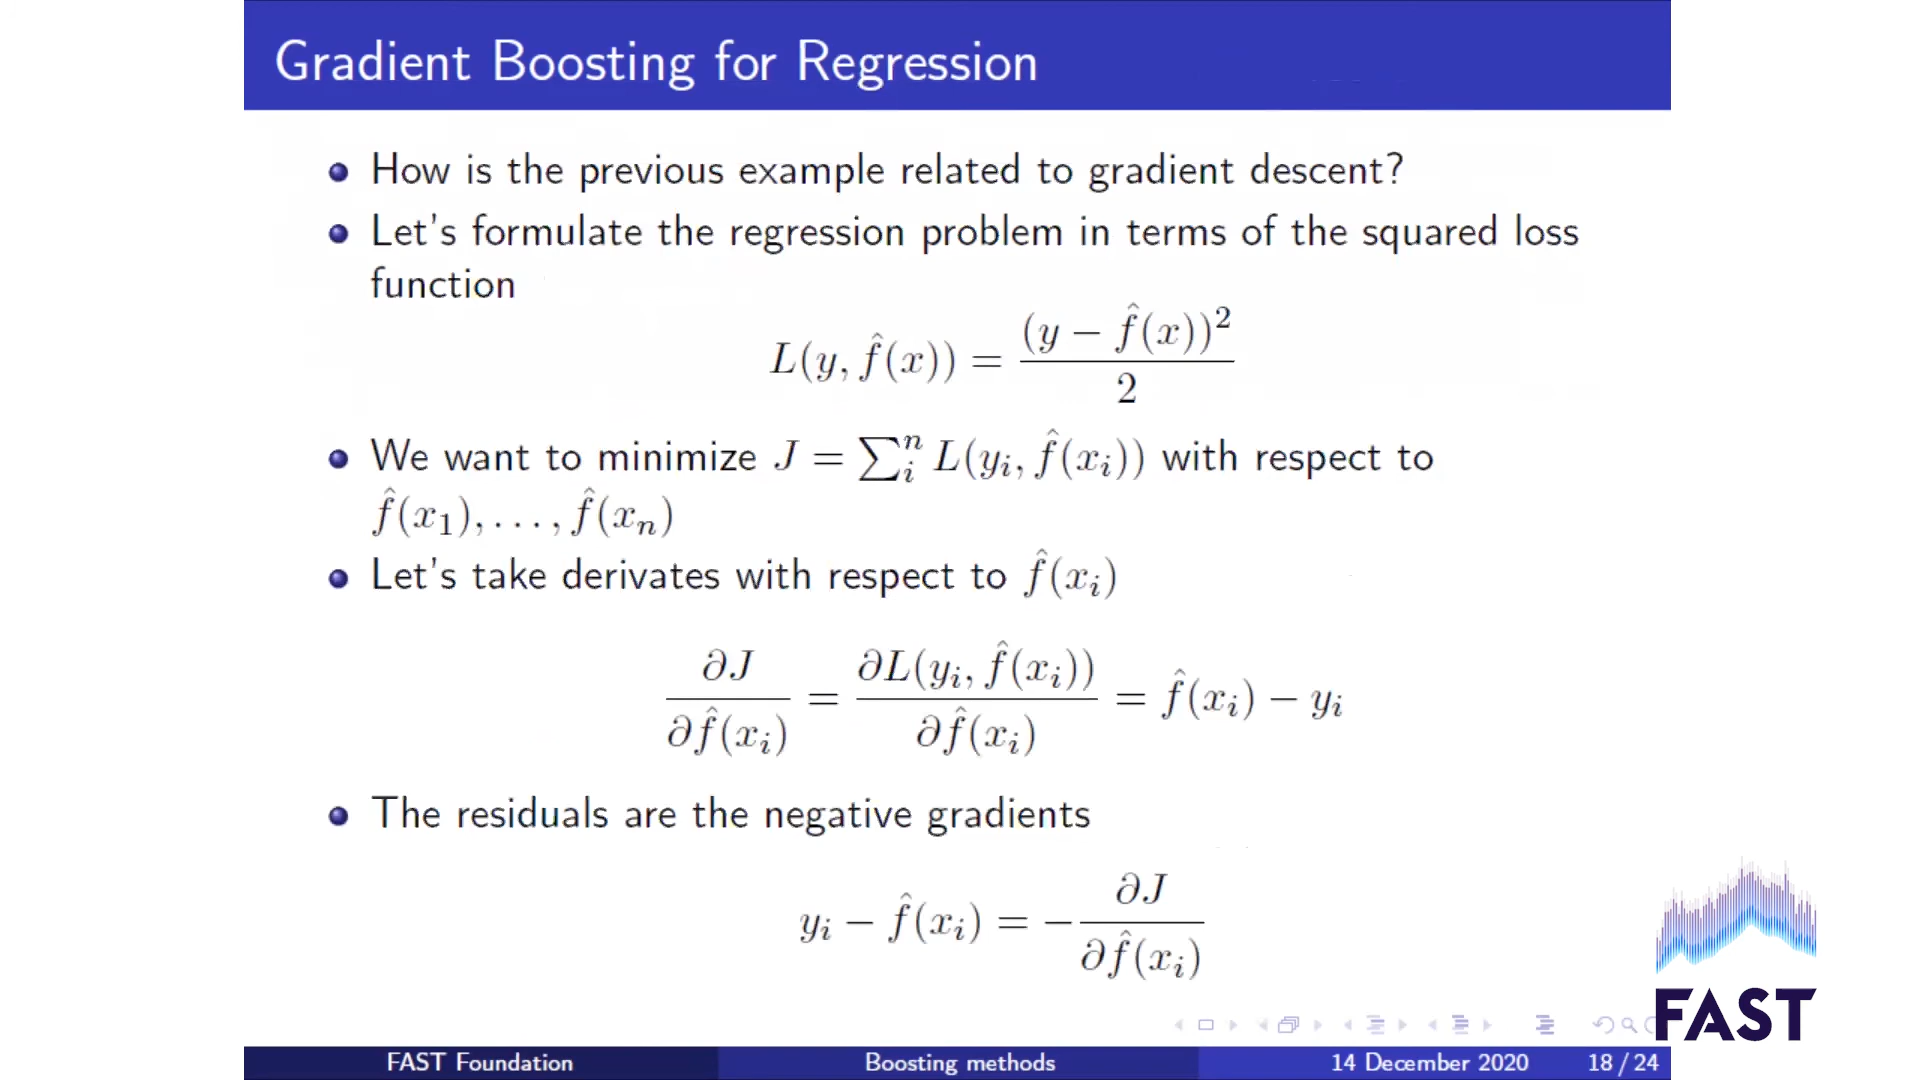 Gradient Boosting for Regression
How is the previous example related to gradient descent?
Let's formulate the regression problem in terms of the squared loss
function
L(y, f̂(x)) = (y − f̂(x))² / 2
We want to minimize J = ∑ᵢⁿ L(yᵢ, f̂(xᵢ)) with respect to
f̂(x₁), . . . , f̂(xₙ)
Let's take derivates with respect to f̂(xᵢ)
∂J / ∂f̂(xᵢ) = ∂L(yᵢ, f̂(xᵢ)) / ∂f̂(xᵢ) = f̂(xᵢ) − yᵢ
The residuals are the negative gradients
yᵢ − f̂(xᵢ) = − ∂J / ∂f̂(xᵢ)
FAST
FAST Foundation Boosting methods 14 December 2020 18 / 24